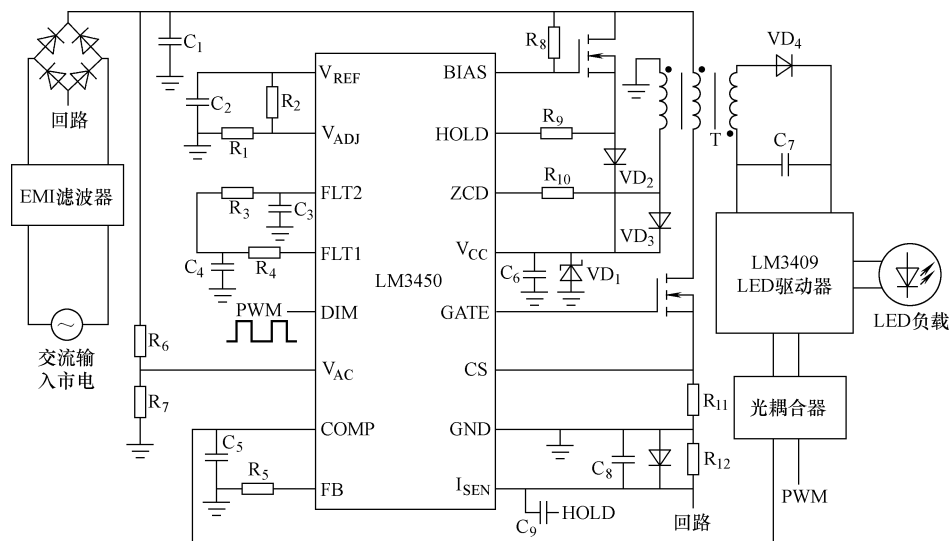 回路
EMI滤波器
交流输
入市电
C1
C2
R1
R2
R3
C3
C4
R4
PWM
R6
R7
C5
R5
VREF
VADJ
FLT2
FLT1
DIM
VAC
COMP
FB
LM3450
BIAS
HOLD
ZCD
VCC
GATE
CS
GND
ISEN
R8
R9
R10
VD2
VD3
C6
VD1
T
VD4
C7
LM3409
LED驱动器
LED负载
光耦合器
PWM
R11
R12
C8
C9
HOLD
回路